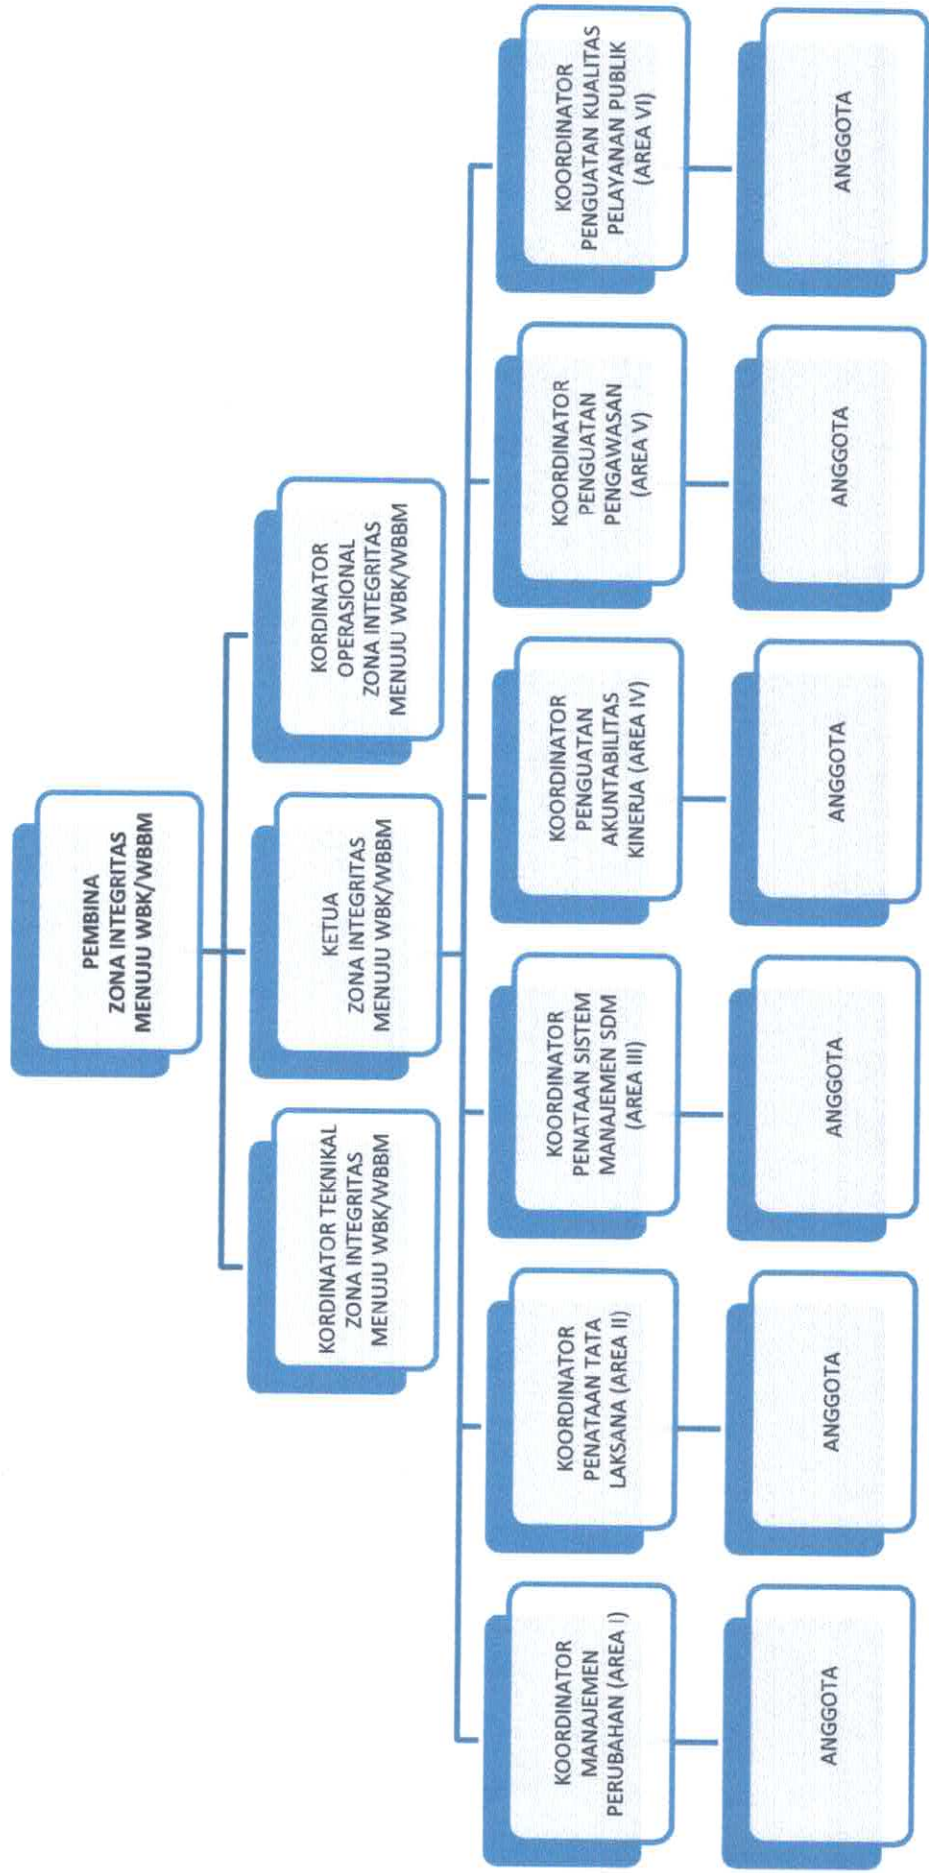 PEMBINA
ZONA INTEGRITAS
MENUJU WBK/WBBM
KORDINATOR TEKNIKAL
ZONA INTEGRITAS
MENUJU WBK/WBBM
KETUA
ZONA INTEGRITAS
MENUJU WBK/WBBM
KORDINATOR
OPERASIONAL
ZONA INTEGRITAS
MENUJU WBK/WBBM
KOORDINATOR
MANAJEMEN
PERUBAHAN (AREA I)
KOORDINATOR
PENATAAN TATA
LAKSANA (AREA II)
KOORDINATOR
PENATAAN SISTEM
MANAJEMEN SDM
(AREA III)
KOORDINATOR
PENGUATAN
AKUNTABILITAS
KINERJA (AREA IV)
KOORDINATOR
PENGUATAN
PENGAWASAN
(AREA V)
KOORDINATOR
PENGUATAN KUALITAS
PELAYANAN PUBLIK
(AREA VI)
ANGGOTA
ANGGOTA
ANGGOTA
ANGGOTA
ANGGOTA
ANGGOTA